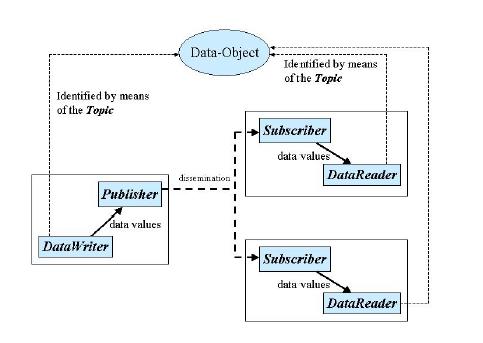 Data-Object
Identified by means
of the Topic
Identified by means
of the Topic
Subscriber
data values
DataReader
dissemination
Publisher
data values
DataWriter
Subscriber
data values
DataReader